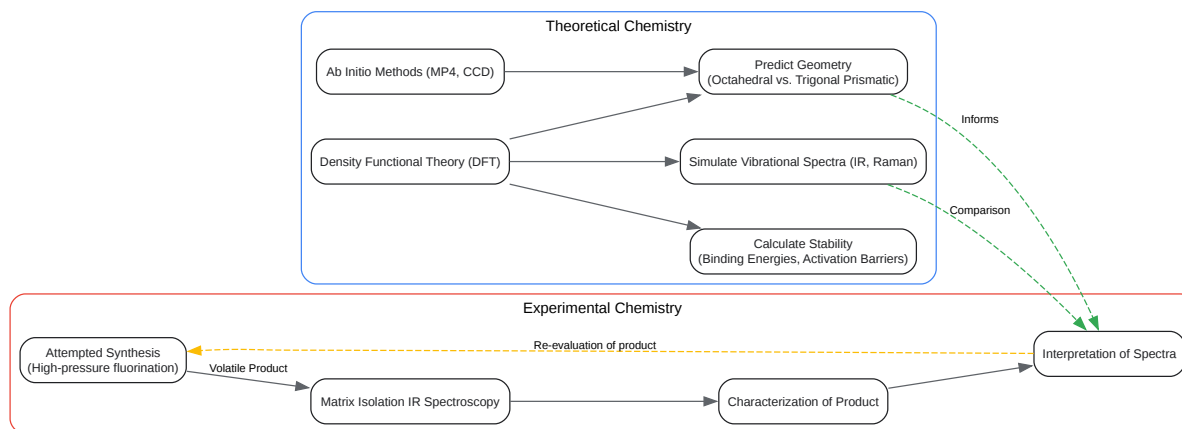 Theoretical Chemistry
Ab Initio Methods (MP4, CCD)
Predict Geometry
(Octahedral vs. Trigonal Prismatic)
Informs
Density Functional Theory (DFT)
Simulate Vibrational Spectra (IR, Raman)
Comparison
Calculate Stability
(Binding Energies, Activation Barriers)
Experimental Chemistry
Attempted Synthesis
(High-pressure fluorination)
Re-evaluation of product
Interpretation of Spectra
Volatile Product
Matrix Isolation IR Spectroscopy
Characterization of Product